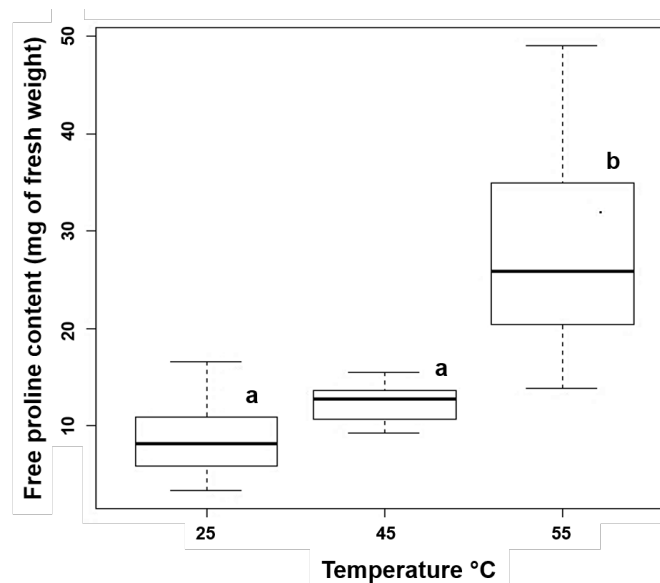 Free proline content (mg of fresh weight)
50
40
30
20
10
a
a
b
25 45 55
Temperature °C